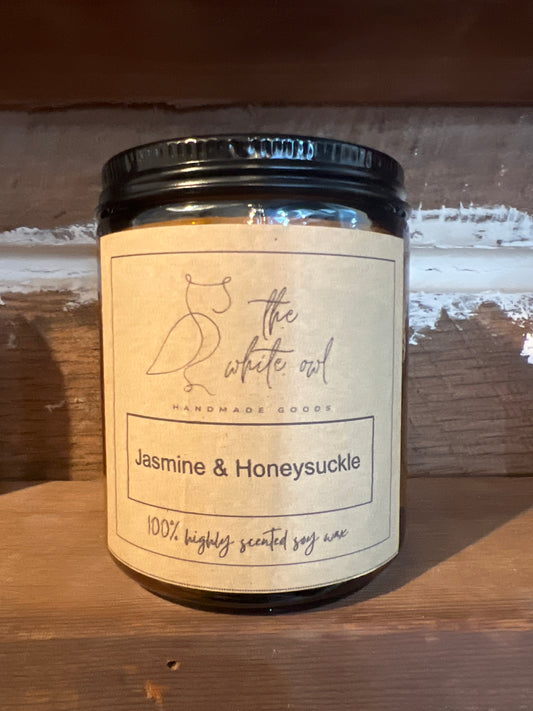 the
white owl
HANDMADE GOODS
Jasmine & Honeysuckle
100% highly scented soy wax